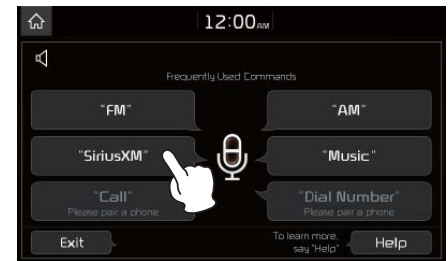 12:00AM
Frequently Used Commands
"FM"
"AM"
"SiriusXM"
"Music"
"Call"
Please pair a phone
"Dial Number"
Please pair a phone
Exit
To learn more,
say "Help"
Help